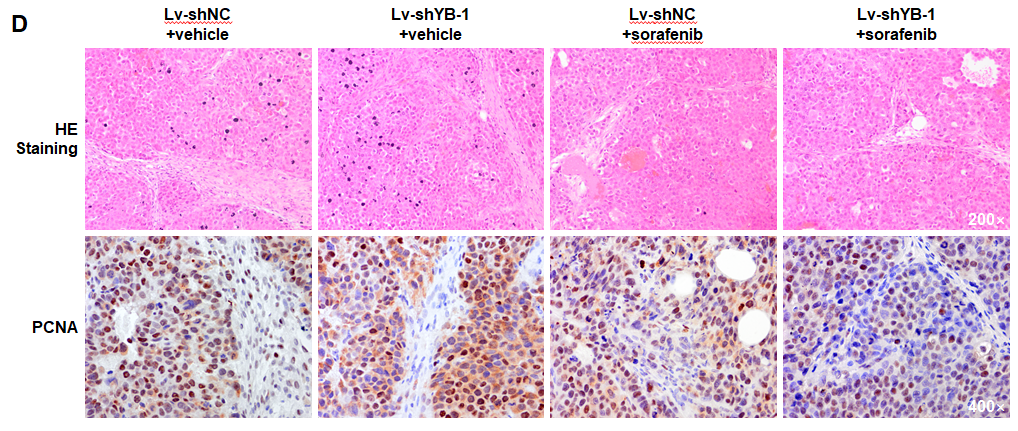 D
Lv-shNC
+vehicle
Lv-shYB-1
+vehicle
Lv-shNC
+sorafenib
Lv-shYB-1
+sorafenib
HE
Staining
200×
PCNA
400×